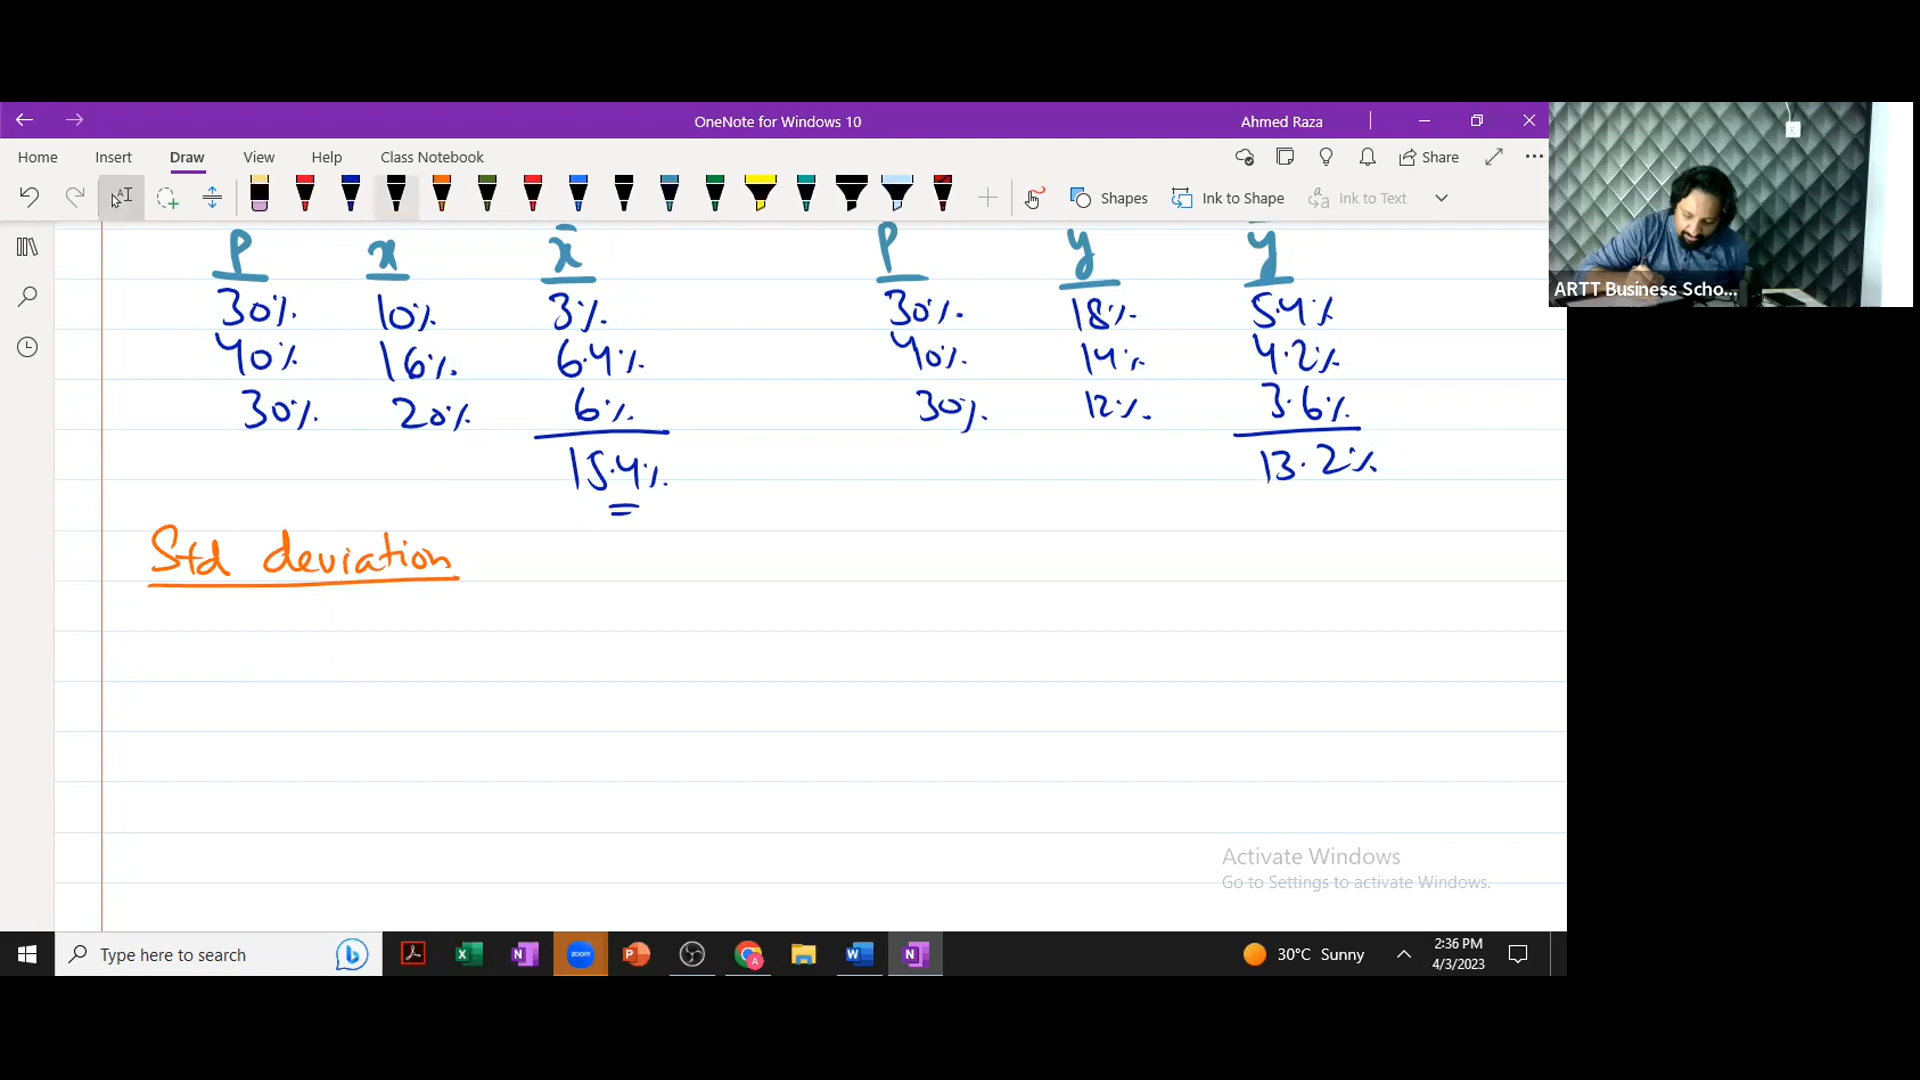 OneNote for Windows 10
Ahmed Raza
Home Insert Draw View Help Class Notebook
Share
Shapes Ink to Shape Ink to Text
P x x̄ P y y
30% 10% 3% 30% 18% 5.4%
40% 16% 6.4% 40% 14% 4.2%
30% 20% 6% 30% 12% 3.6%
15.4% 13.2%
Std deviation
ARTT Business Scho...
Activate Windows
Go to Settings to activate Windows.
Type here to search
zoom
30°C Sunny
2:36 PM
4/3/2023